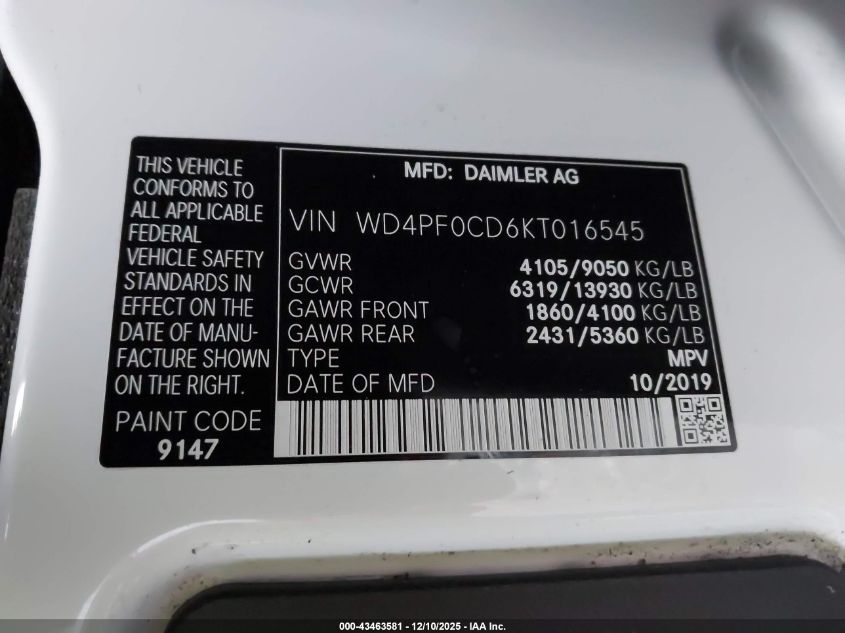 THIS VEHICLE
CONFORMS TO
ALL APPLICABLE
FEDERAL
VEHICLE SAFETY
STANDARDS IN
EFFECT ON THE
DATE OF MANU-
FACTURE SHOWN
ON THE RIGHT.
PAINT CODE
9147
MFD: DAIMLER AG
VIN WD4PF0CD6KT016545
GVWR 4105/9050 KG/LB
GCWR 6319/13930 KG/LB
GAWR FRONT 1860/4100 KG/LB
GAWR REAR 2431/5360 KG/LB
TYPE MPV
DATE OF MFD 10/2019
000-43463581 - 12/10/2025 - IAA Inc.